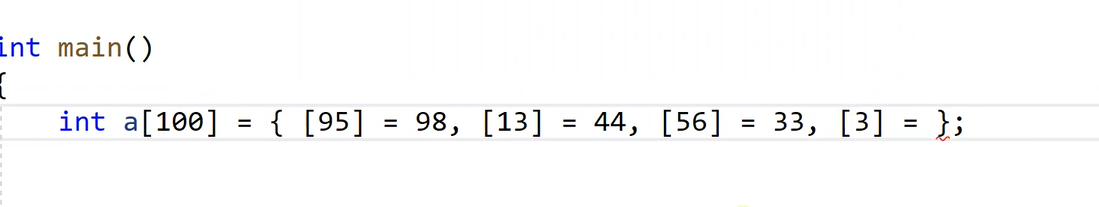 int main()
{
int a[100] = { [95] = 98, [13] = 44, [56] = 33, [3] = };